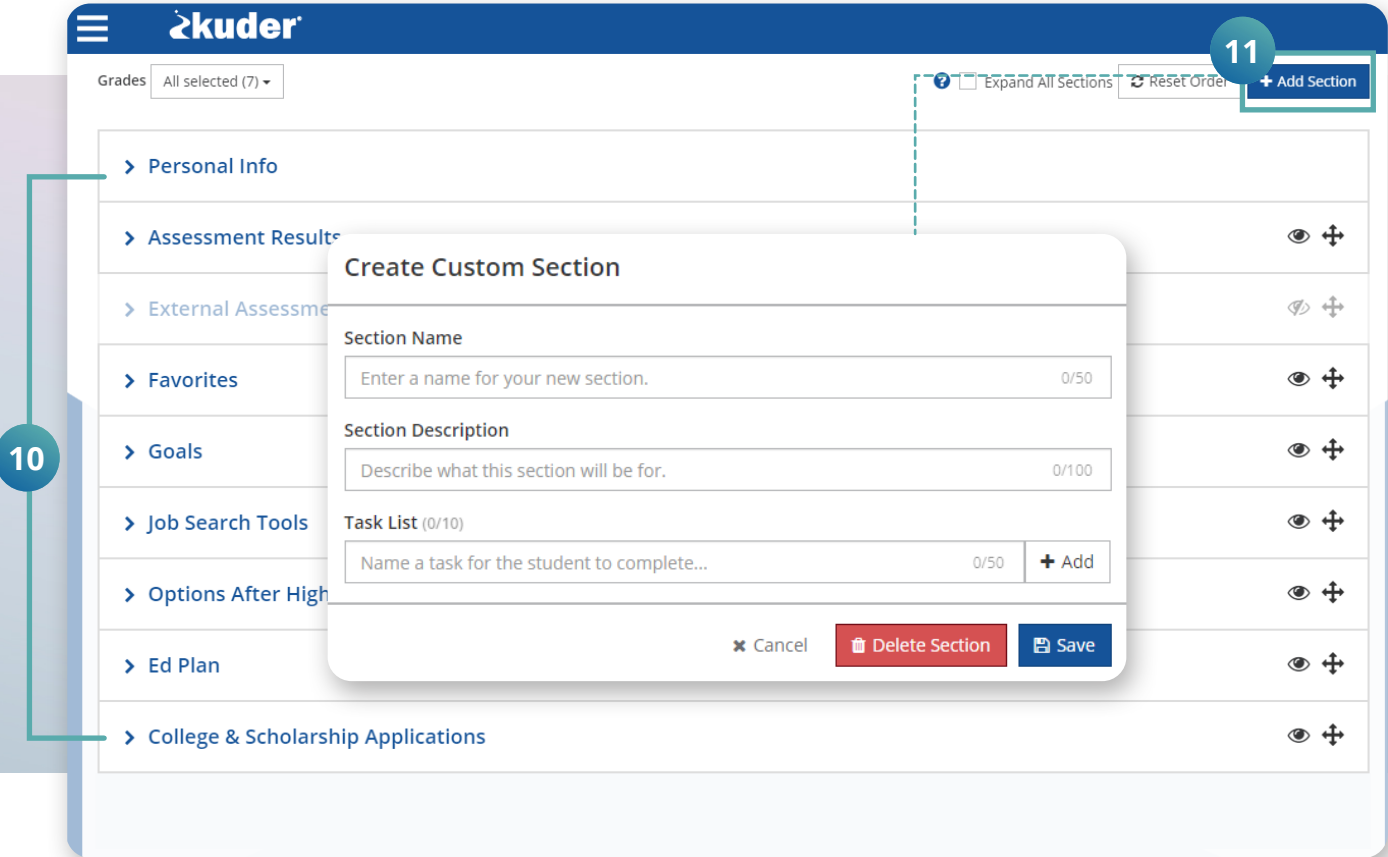 kuder
11
Grades All selected (7) Expand All Sections Reset Order + Add Section
Personal Info
Assessment Results
External Assessme
Favorites
Goals
Job Search Tools
Options After High
Ed Plan
College & Scholarship Applications
10
Create Custom Section
Section Name
Enter a name for your new section. 0/50
Section Description
Describe what this section will be for. 0/100
Task List (0/10)
Name a task for the student to complete... 0/50 + Add
Cancel Delete Section Save